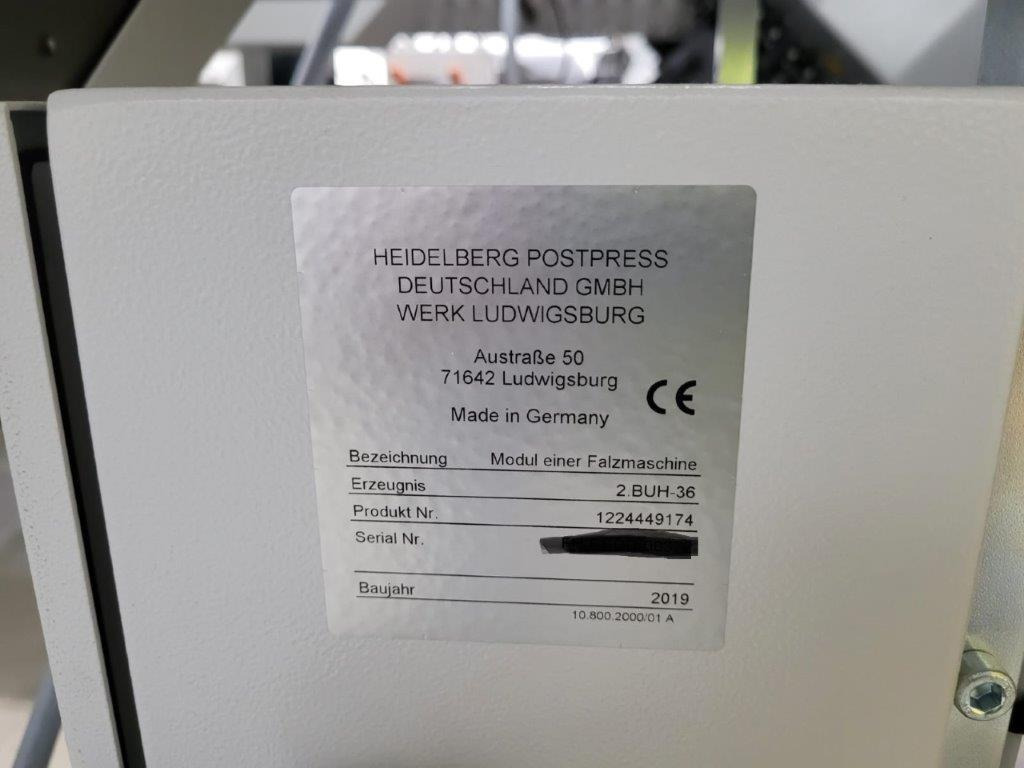 HEIDELBERG POSTPRESS
DEUTSCHLAND GMBH
WERK LUDWIGSBURG
Austraße 50
71642 Ludwigsburg
CE
Made in Germany
Bezeichnung Modul einer Falzmaschine
Erzeugnis 2.BUH-36
Produkt Nr. 1224449174
Serial Nr.
Baujahr 2019
10.800.2000/01 A